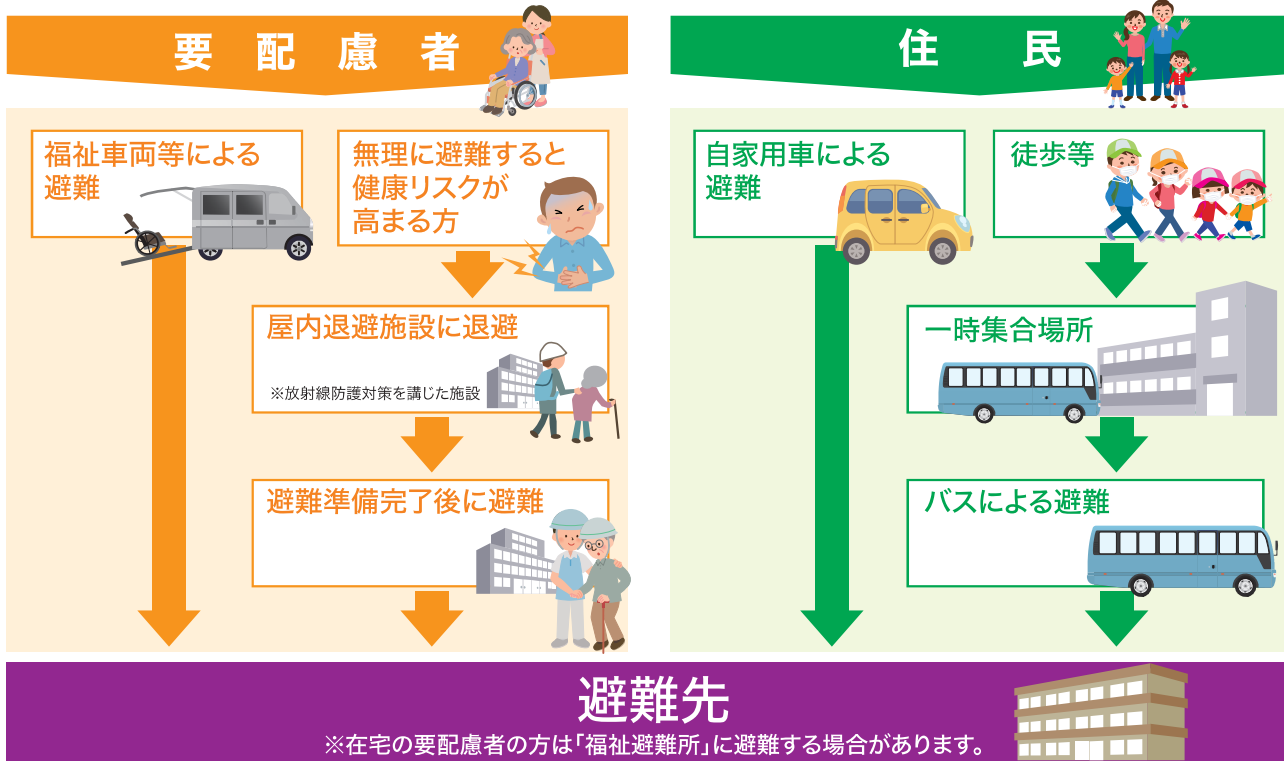 要配慮者
福祉車両等による
避難
無理に避難すると
健康リスクが
高まる方
屋内退避施設に退避
※放射線防護対策を講じた施設
避難準備完了後に避難
住民
自家用車による
避難
徒歩等
一時集合場所
バスによる避難
避難先
※在宅の要配慮者の方は「福祉避難所」に避難する場合があります。